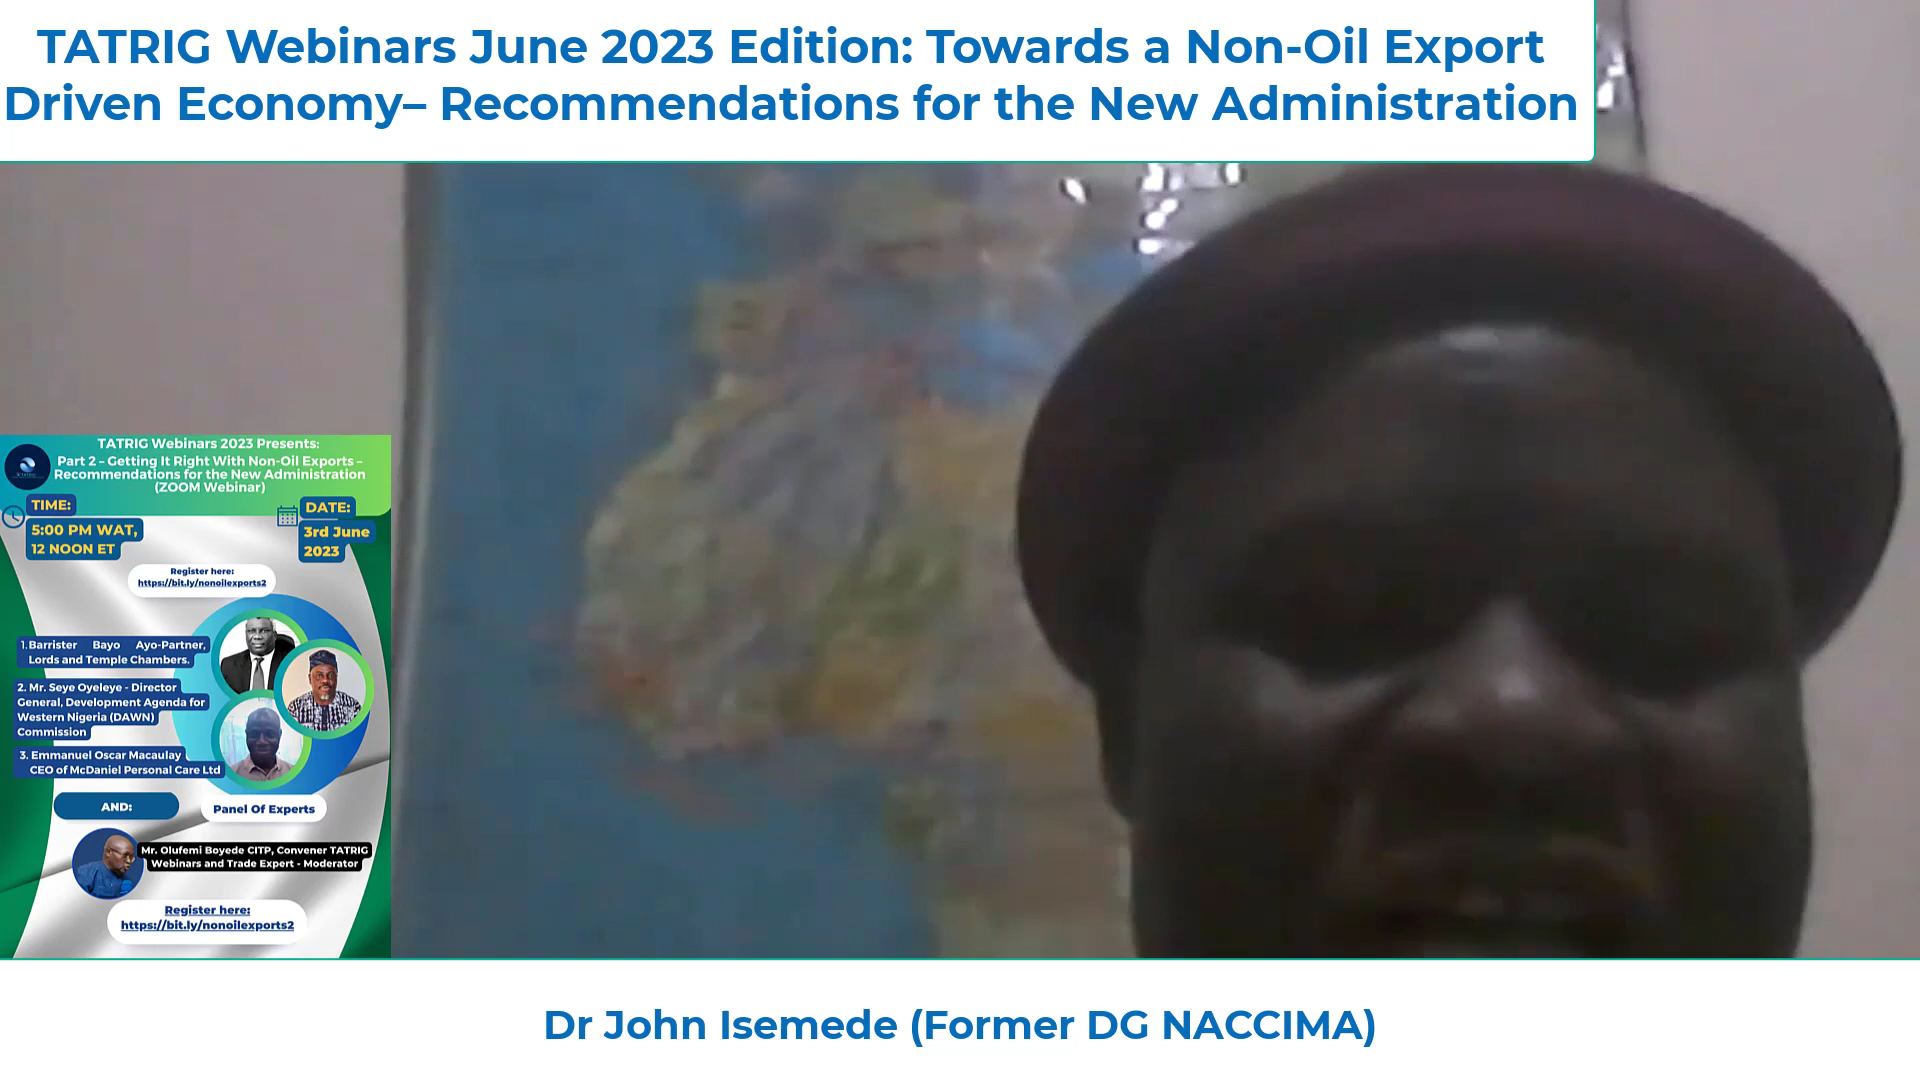 TATRIG Webinars June 2023 Edition: Towards a Non-Oil Export
Driven Economy– Recommendations for the New Administration
TATRIG Webinars 2023 Presents:
Part 2 – Getting It Right With Non-Oil Exports –
Recommendations for the New Administration
(ZOOM Webinar)
TIME:
5:00 PM WAT,
12 NOON ET
DATE:
3rd June
2023
Register here:
https://bit.ly/nonoilexports2
1. Barrister Bayo Ayo-Partner,
Lords and Temple Chambers.
2. Mr. Seye Oyeleye - Director
General, Development Agenda for
Western Nigeria (DAWN)
Commission
3. Emmanuel Oscar Macaulay
CEO of McDaniel Personal Care Ltd
AND:
Panel Of Experts
Mr. Olufemi Boyede CITP, Convener TATRIG
Webinars and Trade Expert - Moderator
Register here:
https://bit.ly/nonoilexports2
Dr John Isemede (Former DG NACCIMA)